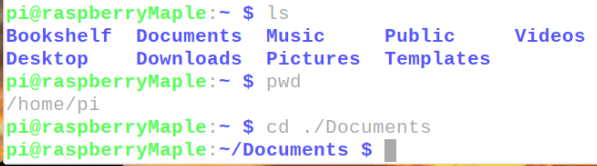 pi@raspberryMaple:~ $ ls
Bookshelf  Documents  Music     Public     Videos
Desktop    Downloads  Pictures  Templates
pi@raspberryMaple:~ $ pwd
/home/pi
pi@raspberryMaple:~ $ cd ./Documents
pi@raspberryMaple:~/Documents $